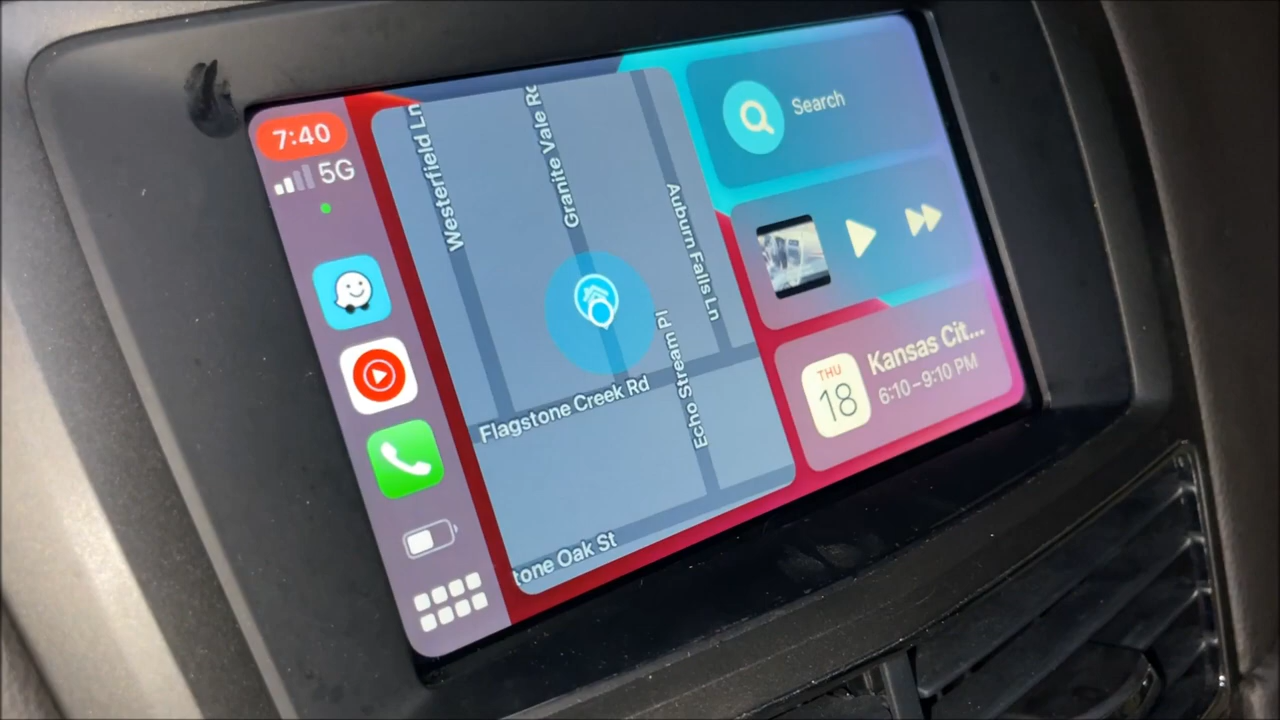 7:40
5G
Westerfield Ln
Granite Vale Rd
Auburn Falls Ln
Echo Stream Pl
Flagstone Creek Rd
tone Oak St
Search
THU
18
Kansas Cit...
6:10–9:10 PM